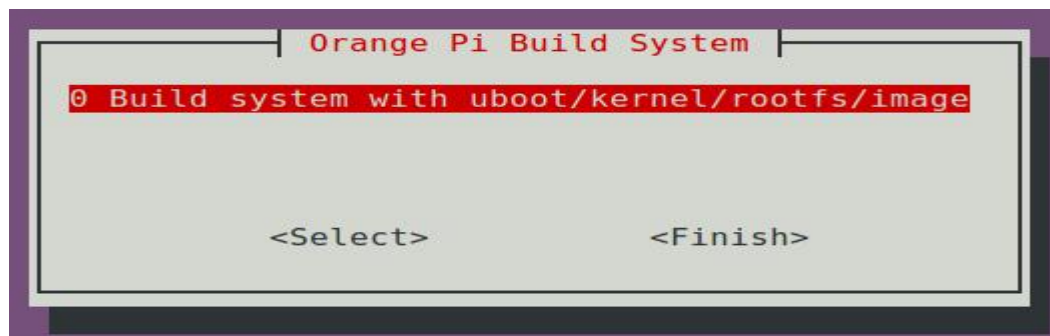 Orange Pi Build System
0 Build system with uboot/kernel/rootfs/image
<Select> <Finish>